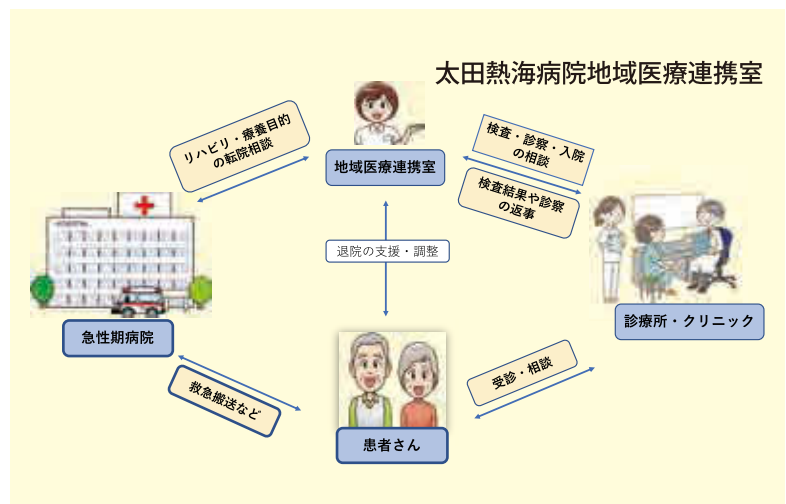 太田熱海病院地域医療連携室
リハビリ・療養目的
の転院相談
地域医療連携室
検査・診察・入院
の相談
検査結果や診察
の返事
退院の支援・調整
急性期病院
診療所・クリニック
救急搬送など
受診・相談
患者さん